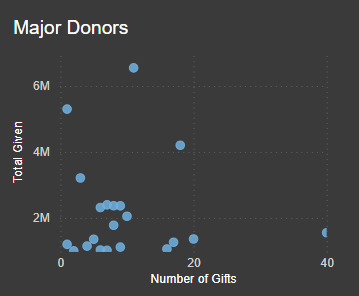 Major Donors
Total Given
6M
4M
2M
0
20
40
Number of Gifts